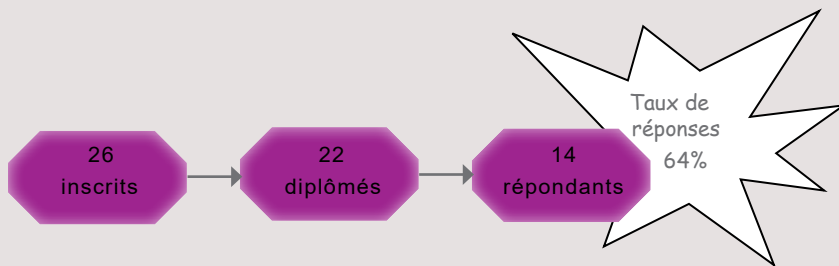 26
inscrits
22
diplômés
14
répondants
Taux de
réponses
64%